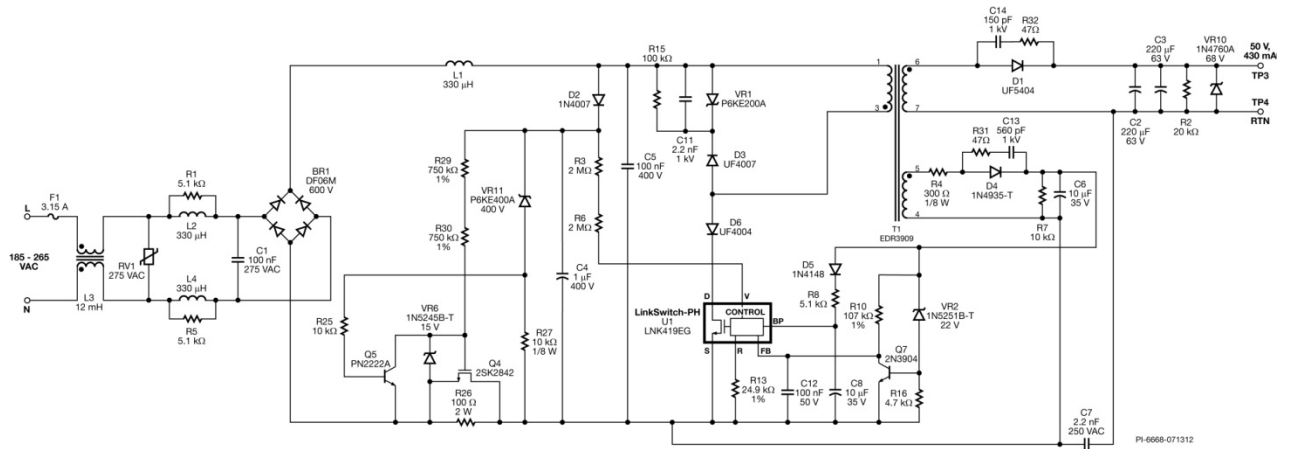 L
F1
3.15 A
185 - 265
VAC
N
L3
12 mH
RV1
275 VAC
R1
5.1 kΩ
L2
330 µH
L4
330 µH
R5
5.1 kΩ
C1
100 nF
275 VAC
BR1
DF06M
600 V
L1
330 µH
R25
10 kΩ
Q5
PN2222A
VR6
1N5245B-T
15 V
R29
750 kΩ
1%
R30
750 kΩ
1%
Q4
2SK2842
R26
100 Ω
2 W
VR11
P6KE400A
400 V
R27
10 kΩ
1/8 W
D2
1N4007
C4
1 µF
400 V
R3
2 MΩ
R6
2 MΩ
C5
100 nF
400 V
R15
100 kΩ
C11
2.2 nF
1 kV
VR1
P6KE200A
D3
UF4007
D6
UF4004
LinkSwitch-PH
U1
LNK419EG
D
V
CONTROL
BP
S
R
FB
R13
24.9 kΩ
1%
C12
100 nF
50 V
C8
10 µF
35 V
D5
1N4148
R8
5.1 kΩ
R10
107 kΩ
1%
Q7
2N3904
R16
4.7 kΩ
VR2
1N5251B-T
22 V
1
3
6
7
5
4
T1
EDR3909
C14
150 pF
1 kV
R32
47Ω
D1
UF5404
C13
560 pF
1 kV
R31
47Ω
R4
300 Ω
1/8 W
D4
1N4935-T
R7
10 kΩ
C6
10 µF
35 V
C2
220 µF
63 V
C3
220 µF
63 V
R2
20 kΩ
VR10
1N4760A
68 V
50 V,
430 mA
TP3
TP4
RTN
C7
2.2 nF
250 VAC
PI-6668-071312